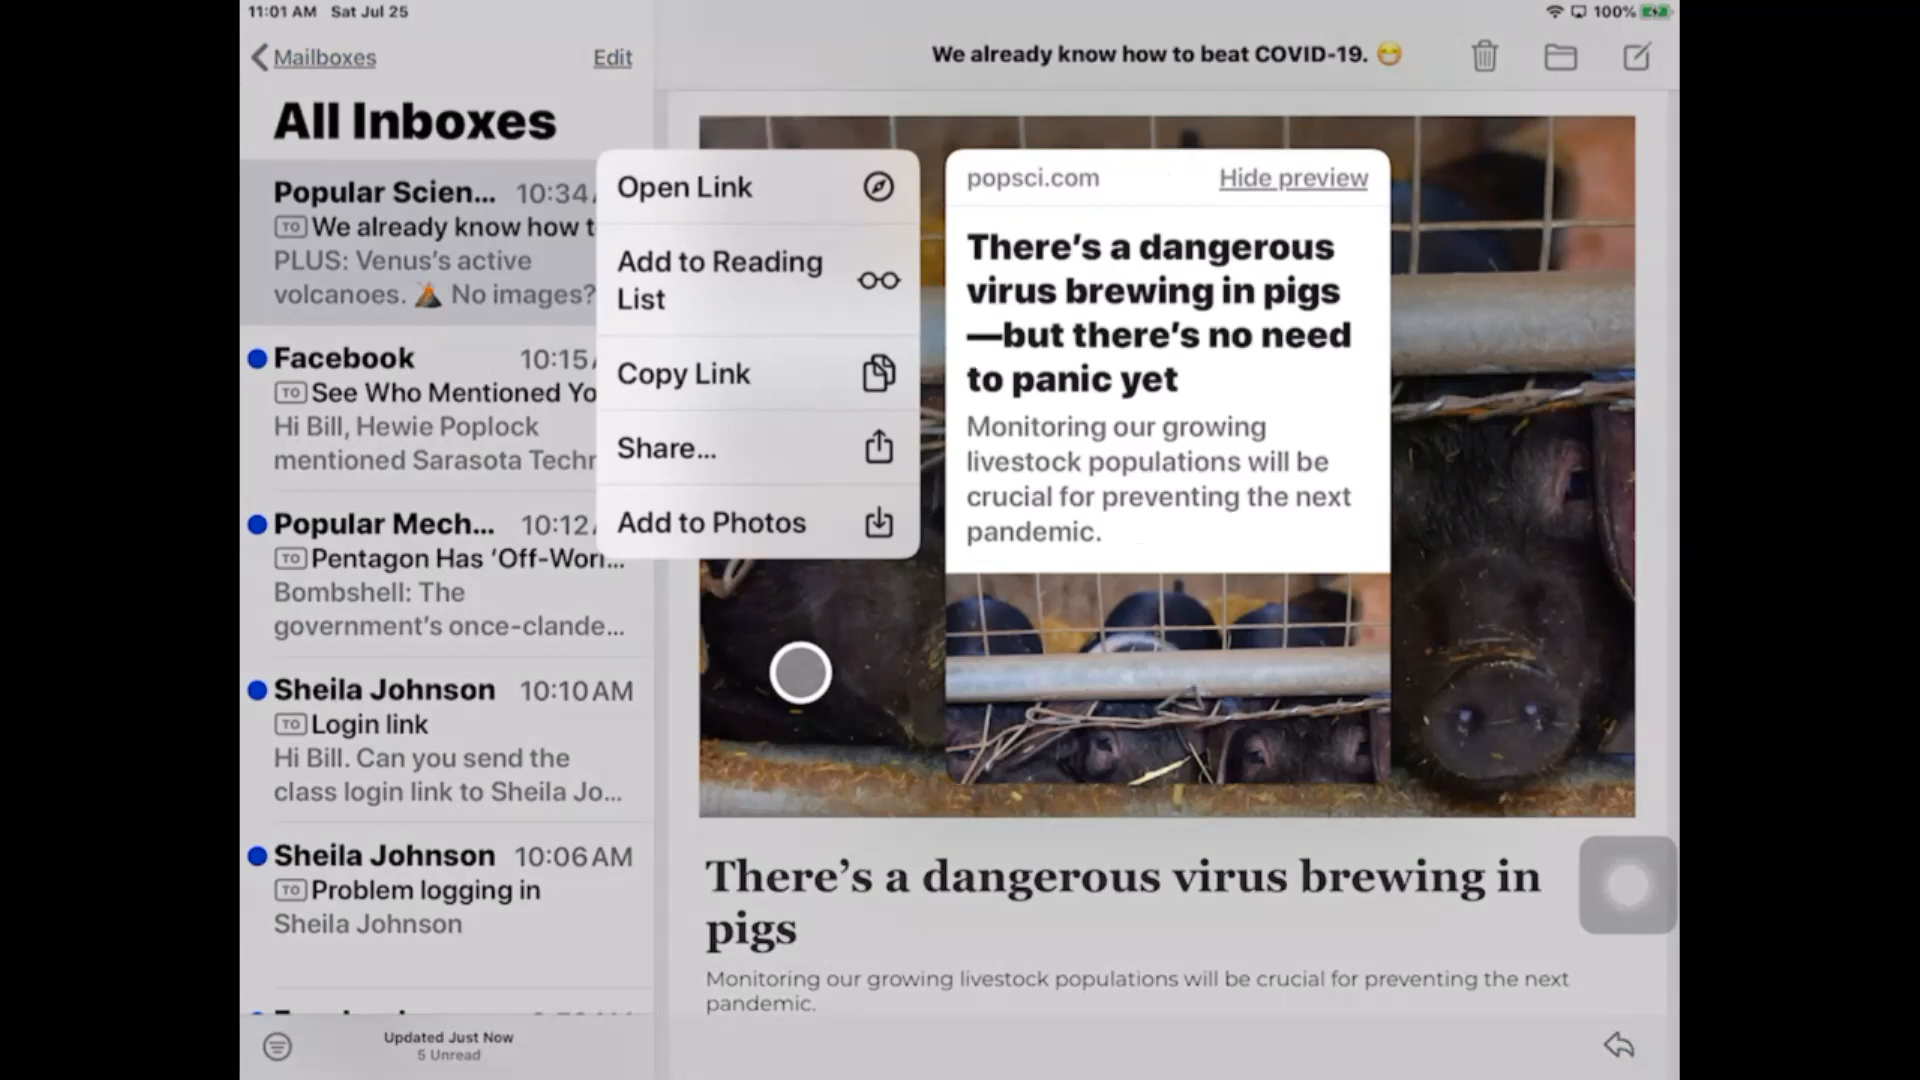 11:01 AM Sat Jul 25
100%
Mailboxes
Edit
All Inboxes
Popular Scien... 10:34
TO We already know how t
PLUS: Venus’s active
volcanoes. 🌋 No images?
Facebook 10:15
TO See Who Mentioned Yo
Hi Bill, Hewie Poplock
mentioned Sarasota Techr
Popular Mech... 10:12
TO Pentagon Has ‘Off-Worl...
Bombshell: The
government’s once-clande...
Sheila Johnson 10:10 AM
TO Login link
Hi Bill. Can you send the
class login link to Sheila Jo...
Sheila Johnson 10:06 AM
TO Problem logging in
Sheila Johnson
Updated Just Now
5 Unread
We already know how to beat COVID-19. 😷
Open Link
Add to Reading
List
Copy Link
Share...
Add to Photos
popsci.com
Hide preview
There’s a dangerous
virus brewing in pigs
—but there’s no need
to panic yet
Monitoring our growing
livestock populations will be
crucial for preventing the next
pandemic.
There’s a dangerous virus brewing in
pigs
Monitoring our growing livestock populations will be crucial for preventing the next
pandemic.